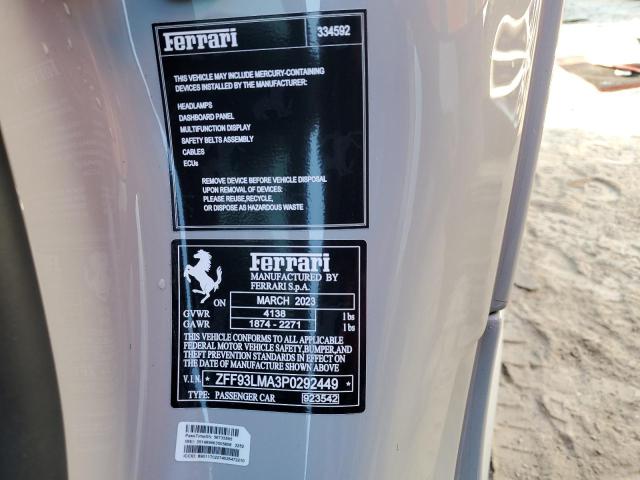 Ferrari 334592
THIS VEHICLE MAY INCLUDE MERCURY-CONTAINING
DEVICES INSTALLED BY THE MANUFACTURER:
HEADLAMPS
DASHBOARD PANEL
MULTIFUNCTION DISPLAY
SAFETY BELTS ASSEMBLY
CABLES
ECUs
REMOVE DEVICE BEFORE VEHICLE DISPOSAL
UPON REMOVAL OF DEVICES:
PLEASE REUSE,RECYCLE,
OR DISPOSE AS HAZARDOUS WASTE
Ferrari
MANUFACTURED BY
FERRARI S.p.A.
ON MARCH 2023
GVWR 4138 lbs
GAWR 1874 - 2271 lbs
THIS VEHICLE CONFORMS TO ALL APPLICABLE
FEDERAL MOTOR VEHICLE SAFETY,BUMPER, AND
THEFT PREVENTION STANDARDS IN EFFECT ON
THE DATE OF MANUFACTURE SHOWN ABOVE.
V.I.N. * ZFF93LMA3P0292449 *
TYPE: PASSENGER CAR 923542